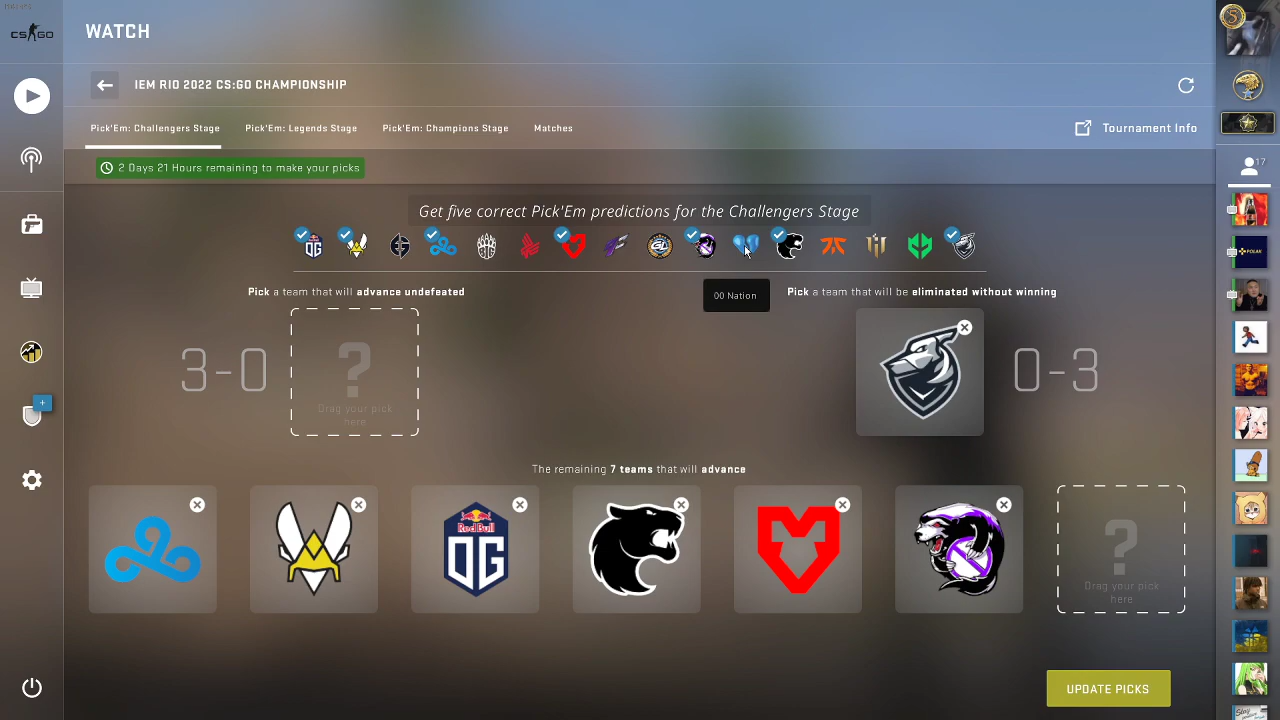 CS:GO
WATCH
IEM RIO 2022 CS:GO CHAMPIONSHIP
Pick'Em: Challengers Stage
Pick'Em: Legends Stage
Pick'Em: Champions Stage
Matches
Tournament Info
2 Days 21 Hours remaining to make your picks
17
Get five correct Pick'Em predictions for the Challengers Stage
00 Nation
Pick a team that will advance undefeated
Pick a team that will be eliminated without winning
3-0
?
Drag your pick
here
0-3
The remaining 7 teams that will advance
+
Red Bull
OG
?
Drag your pick
here
UPDATE PICKS